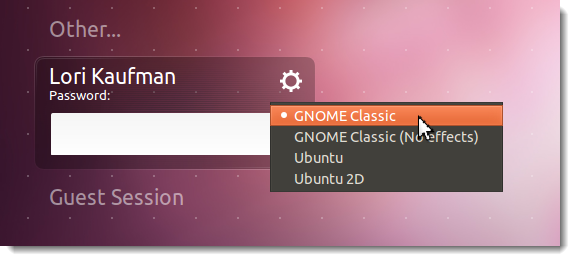 Other...
Lori Kaufman
Password:
GNOME Classic
GNOME Classic (No effects)
Ubuntu
Ubuntu 2D
Guest Session